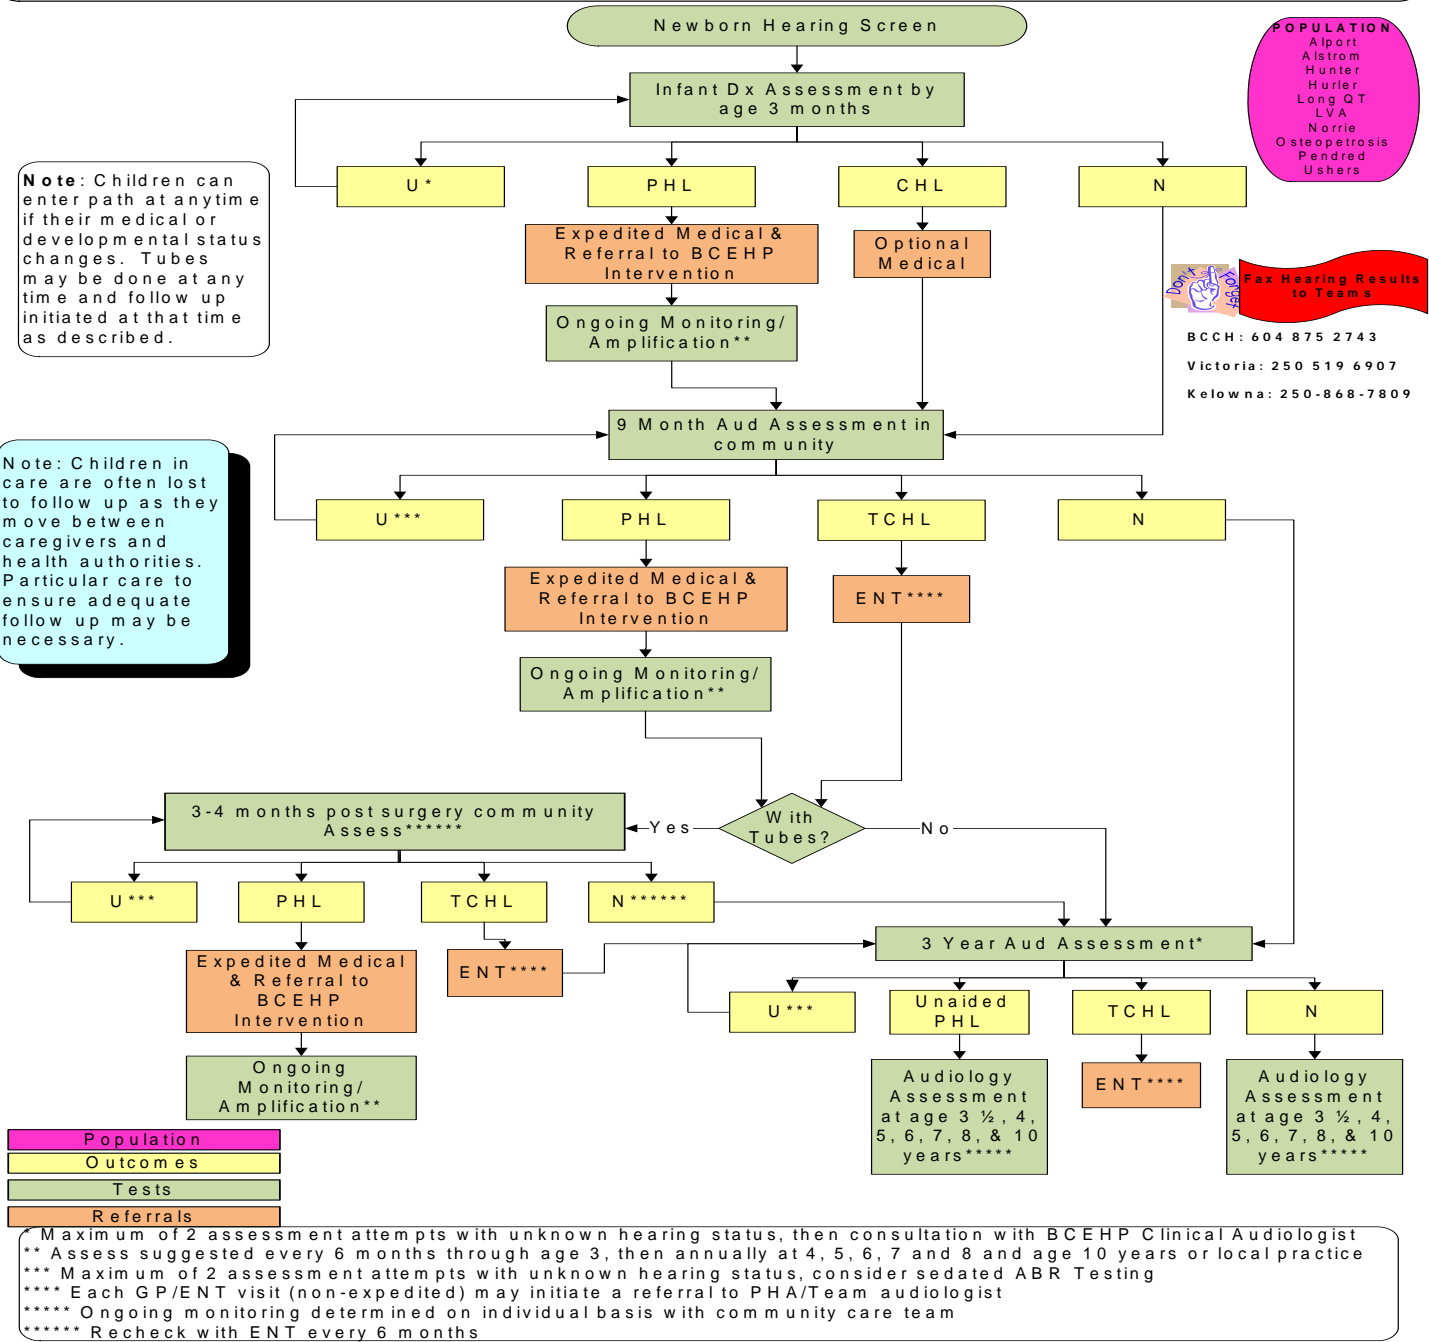 Newborn Hearing Screen
POPULATION
Alport
Alstrom
Hunter
Hurler
Long QT
LVA
Norrie
Osteopetrosis
Pendred
Ushers
Infant Dx Assessment by
age 3 months
U*
PHL
CHL
N
Note: Children can
enter path at anytime
if their medical or
developmental status
changes. Tubes
may be done at any
time and follow up
initiated at that time
as described.
Expedited Medical &
Referral to BCEHP
Intervention
Optional
Medical
Don't
Forget
Fax Hearing Results
to Teams
BCCH: 604 875 2743
Victoria: 250 519 6907
Kelowna: 250-868-7809
Ongoing Monitoring/
Amplification**
9 Month Aud Assessment in
community
Note: Children in
care are often lost
to follow up as they
move between
caregivers and
health authorities.
Particular care to
ensure adequate
follow up may be
necessary.
U***
PHL
TCHL
N
Expedited Medical &
Referral to BCEHP
Intervention
ENT****
Ongoing Monitoring/
Amplification**
With
Tubes?
Yes
No
3-4 months post surgery community
Assess******
U***
PHL
TCHL
N******
Expedited Medical
& Referral to
BCEHP
Intervention
ENT****
3 Year Aud Assessment*
U***
Unaided
PHL
TCHL
N
Ongoing
Monitoring/
Amplification**
Audiology
Assessment
at age 3 ½, 4,
5, 6, 7, 8, & 10
years*****
ENT****
Audiology
Assessment
at age 3 ½, 4,
5, 6, 7, 8, & 10
years*****
Population
Outcomes
Tests
Referrals
* Maximum of 2 assessment attempts with unknown hearing status, then consultation with BCEHP Clinical Audiologist
** Assess suggested every 6 months through age 3, then annually at 4, 5, 6, 7 and 8 and age 10 years or local practice
*** Maximum of 2 assessment attempts with unknown hearing status, consider sedated ABR Testing
**** Each GP/ENT visit (non-expedited) may initiate a referral to PHA/Team audiologist
***** Ongoing monitoring determined on individual basis with community care team
****** Recheck with ENT every 6 months